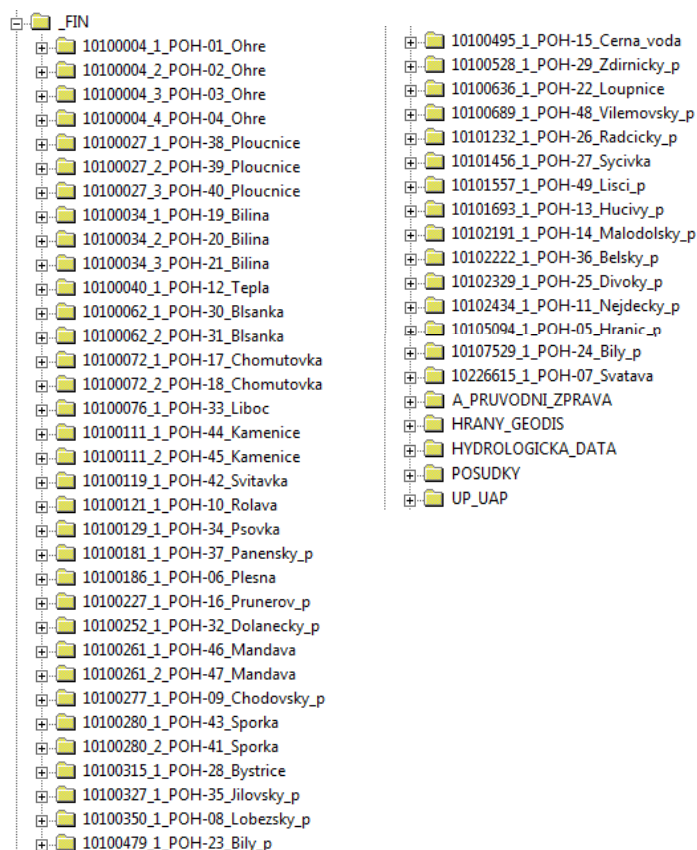 _FIN
10100004_1_POH-01_Ohre
10100004_2_POH-02_Ohre
10100004_3_POH-03_Ohre
10100004_4_POH-04_Ohre
10100027_1_POH-38_Ploucnice
10100027_2_POH-39_Ploucnice
10100027_3_POH-40_Ploucnice
10100034_1_POH-19_Bilina
10100034_2_POH-20_Bilina
10100034_3_POH-21_Bilina
10100040_1_POH-12_Tepla
10100062_1_POH-30_Blsanka
10100062_2_POH-31_Blsanka
10100072_1_POH-17_Chomutovka
10100072_2_POH-18_Chomutovka
10100076_1_POH-33_Liboc
10100111_1_POH-44_Kamenice
10100111_2_POH-45_Kamenice
10100119_1_POH-42_Svitavka
10100121_1_POH-10_Rolava
10100129_1_POH-34_Psovka
10100181_1_POH-37_Panensky_p
10100186_1_POH-06_Plesna
10100227_1_POH-16_Prunerov_p
10100252_1_POH-32_Dolanecky_p
10100261_1_POH-46_Mandava
10100261_2_POH-47_Mandava
10100277_1_POH-09_Chodovsky_p
10100280_1_POH-43_Sporka
10100280_2_POH-41_Sporka
10100315_1_POH-28_Bystrice
10100327_1_POH-35_Jilovsky_p
10100350_1_POH-08_Lobezsky_p
10100479_1_POH-23_Bily_p
10100495_1_POH-15_Cerna_voda
10100528_1_POH-29_Zdirnicky_p
10100636_1_POH-22_Loupnice
10100689_1_POH-48_Vilemovsky_p
10101232_1_POH-26_Radcicky_p
10101456_1_POH-27_Sycivka
10101557_1_POH-49_Lisci_p
10101693_1_POH-13_Hucivy_p
10102191_1_POH-14_Malodolsky_p
10102222_1_POH-36_Belsky_p
10102329_1_POH-25_Divoky_p
10102434_1_POH-11_Nejdecky_p
10105094_1_POH-05_Hranic_p
10107529_1_POH-24_Bily_p
10226615_1_POH-07_Svatava
A_PRUVODNI_ZPRAVA
HRANY_GEODIS
HYDROLOGICKA_DATA
POSUDKY
UP_UAP